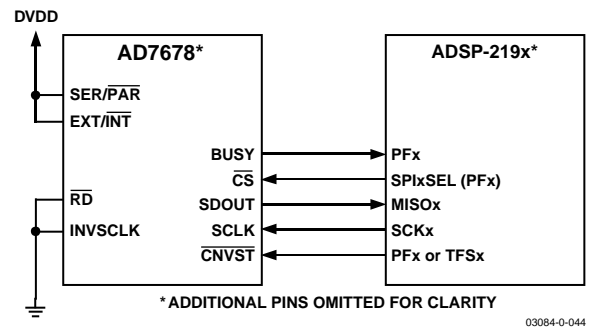 DVDD
AD7678*
ADSP-219x*
SER/PAR
EXT/INT
BUSY
PFx
CS
SPIxSEL (PFx)
RD
SDOUT
MISOx
INVSCLK
SCLK
SCKx
CNVST
PFx or TFSx
*ADDITIONAL PINS OMITTED FOR CLARITY
03084-0-044